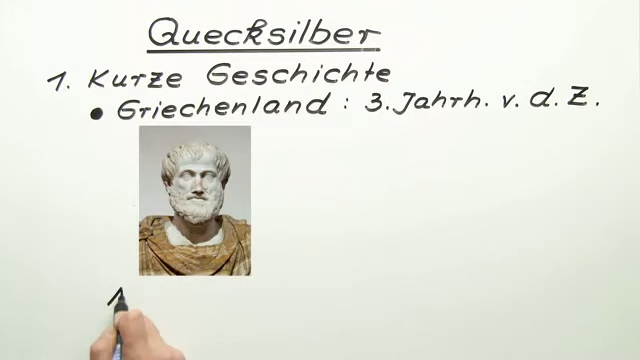 Quecksilber
1. Kurze Geschichte
• Griechenland : 3. Jahrh. v. d. Z.